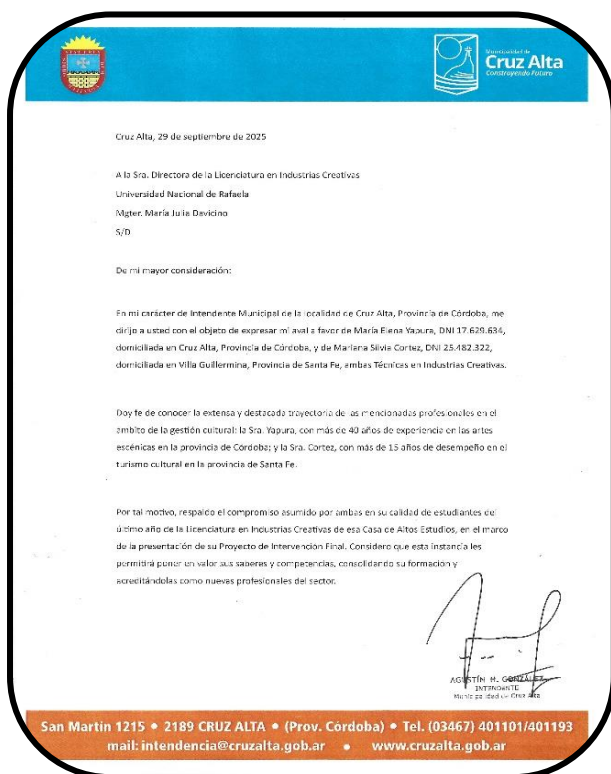 Municipalidad de
Cruz Alta
Construyendo Futuro
Cruz Alta, 29 de septiembre de 2025
A la Sra. Directora de la Licenciatura en Industrias Creativas
Universidad Nacional de Rafaela
Mgter. María Julia Davicino
S/D
De mi mayor consideración:
En mi carácter de Intendente Municipal de la localidad de Cruz Alta, Provincia de Córdoba, me
dirijo a usted con el objeto de expresar mi aval a favor de María Elena Yapura, DNI 17.629.634,
domiciliada en Cruz Alta, Provincia de Córdoba, y de Mariana Silvia Cortez, DNI 25.482.322,
domiciliada en Villa Guillermina, Provincia de Santa Fe, ambas Técnicas en Industrias Creativas.
Doy fe de conocer la extensa y destacada trayectoria de las mencionadas profesionales en el
ámbito de la gestión cultural: la Sra. Yapura, con más de 40 años de experiencia en las artes
escénicas en la provincia de Córdoba; y la Sra. Cortez, con más de 15 años de desempeño en el
turismo cultural en la provincia de Santa Fe.
Por tal motivo, respaldo el compromiso asumido por ambas en su calidad de estudiantes del
último año de la Licenciatura en Industrias Creativas de esa Casa de Altos Estudios, en el marco
de la presentación de su Proyecto de Intervención Final. Considero que esta instancia les
permitirá poner en valor sus saberes y competencias, consolidando su formación y
acreditándolas como nuevas profesionales del sector.
AGUSTÍN H. GONZÁLEZ
INTENDENTE
Municipalidad de Cruz Alta
San Martín 1215 • 2189 CRUZ ALTA • (Prov. Córdoba) • Tel. (03467) 401101/401193
mail: intendencia@cruzalta.gob.ar • www.cruzalta.gob.ar